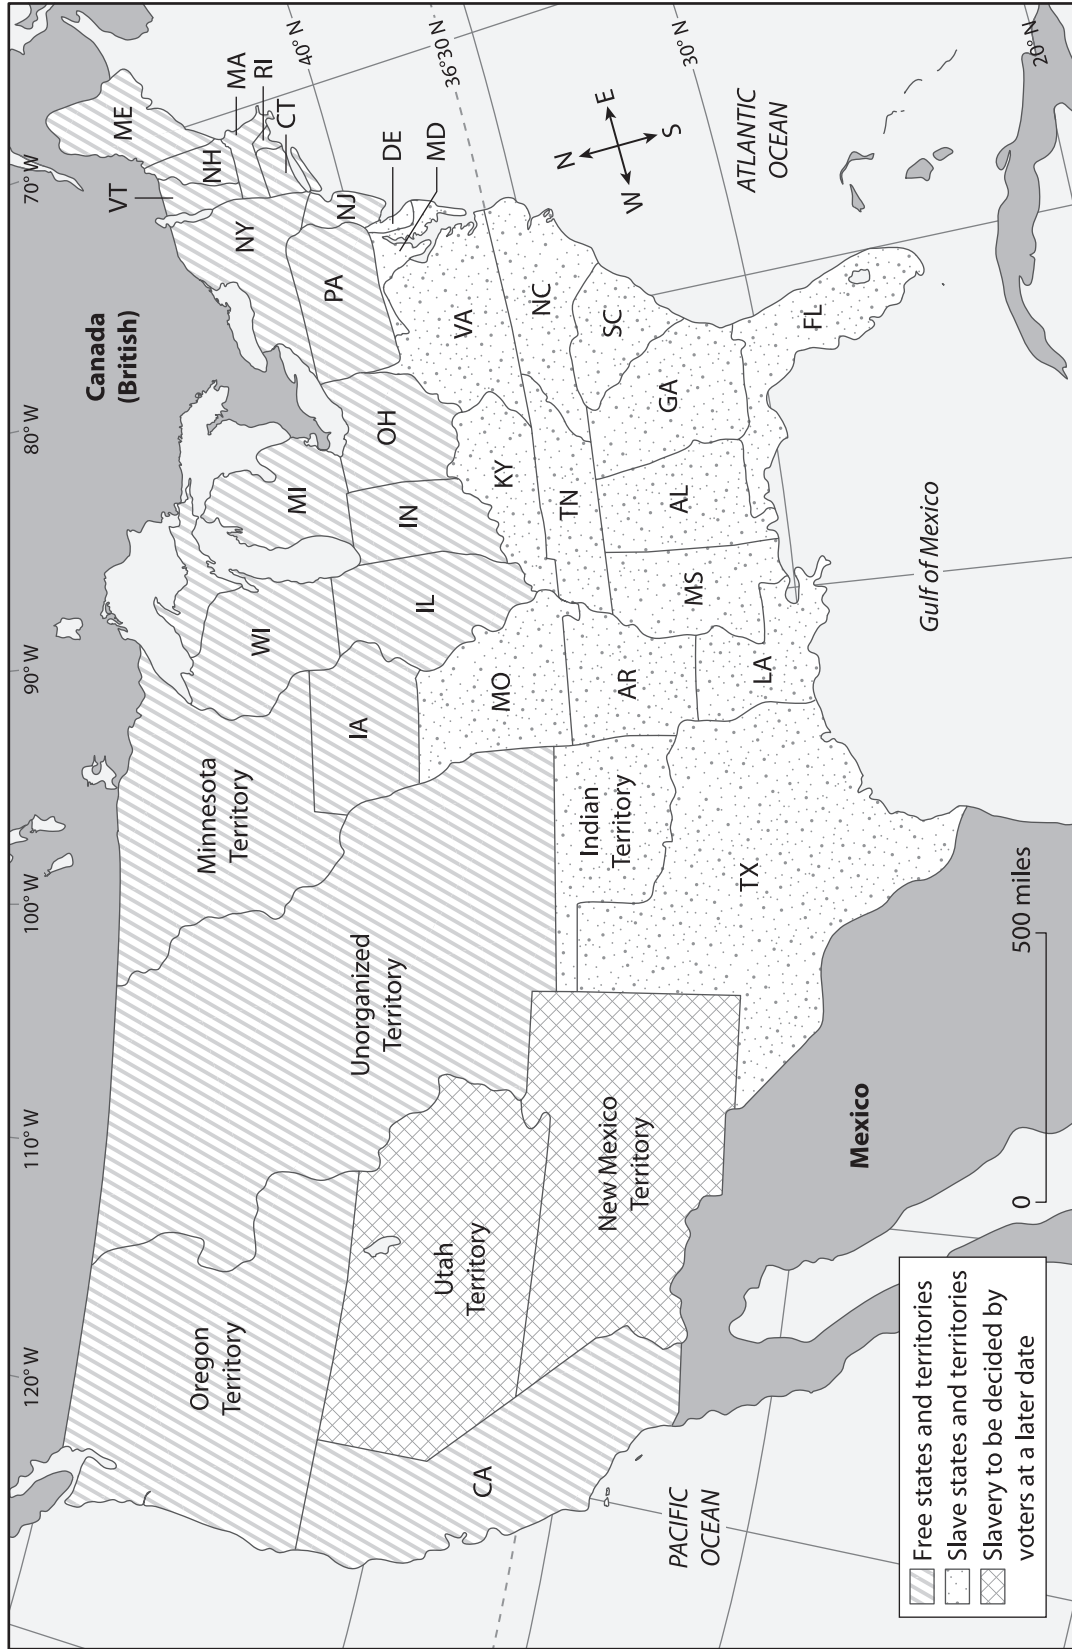 120° W
110° W
100° W
90° W
80° W
70° W
Canada
(British)
ME
VT
NH
MA
RI
CT
NY
NJ
PA
DE
MD
40° N
36°30' N
30° N
20° N
Oregon
Territory
Minnesota
Territory
Unorganized
Territory
WI
MI
IA
IL
IN
OH
Utah
Territory
CA
New Mexico
Territory
Indian
Territory
MO
KY
VA
TN
NC
SC
AR
MS
AL
GA
LA
TX
FL
N
E
S
W
ATLANTIC
OCEAN
PACIFIC
OCEAN
Gulf of Mexico
Mexico
0
500 miles
Free states and territories
Slave states and territories
Slavery to be decided by
voters at a later date